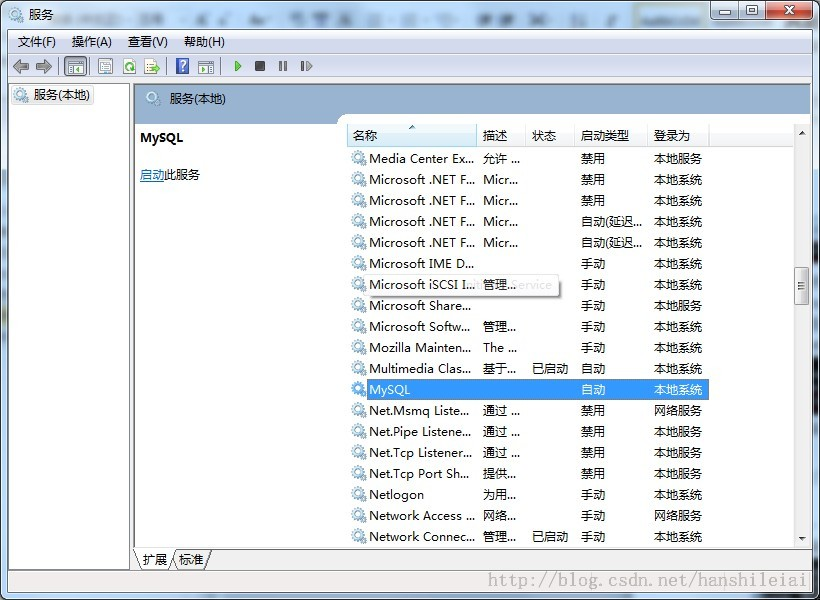 服务
文件(F) 操作(A) 查看(V) 帮助(H)
服务(本地)
服务(本地)
MySQL
启动此服务
名称 描述 状态 启动类型 登录为
Media Center Ex... 允许 ... 禁用 本地服务
Microsoft .NET F... Micr... 禁用 本地系统
Microsoft .NET F... Micr... 禁用 本地系统
Microsoft .NET F... Micr... 自动(延迟... 本地系统
Microsoft .NET F... Micr... 自动(延迟... 本地系统
Microsoft IME D... 手动 本地系统
Microsoft iSCSI I... 管理... Service 手动 本地系统
Microsoft Share... 手动 本地服务
Microsoft Softw... 管理... 手动 本地系统
Mozilla Mainten... The ... 手动 本地系统
Multimedia Clas... 基于... 已启动 自动 本地系统
MySQL 自动 本地系统
Net.Msmq Liste... 通过 ... 禁用 网络服务
Net.Pipe Listene... 通过 ... 禁用 本地服务
Net.Tcp Listener... 通过 ... 禁用 本地服务
Net.Tcp Port Sh... 提供... 禁用 本地服务
Netlogon 为用... 手动 本地系统
Network Access ... 网络... 手动 网络服务
Network Connec... 管理... 已启动 手动 本地系统
扩展 标准
http://blog.csdn.net/hanshileiai